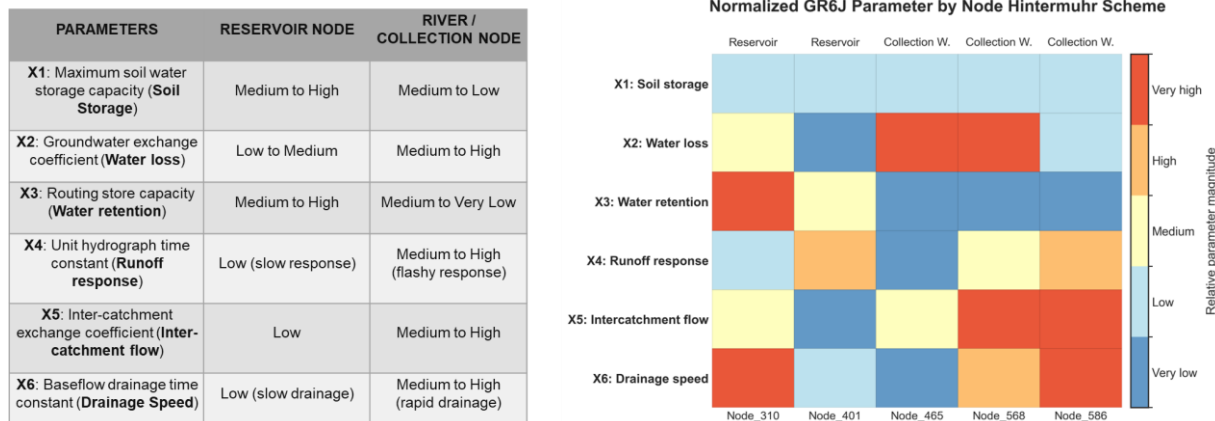 PARAMETERS
RESERVOIR NODE
RIVER /
COLLECTION NODE
X1: Maximum soil water
storage capacity (Soil
Storage)
Medium to High
Medium to Low
X2: Groundwater exchange
coefficient (Water loss)
Low to Medium
Medium to High
X3: Routing store capacity
(Water retention)
Medium to High
Medium to Very Low
X4: Unit hydrograph time
constant (Runoff
response)
Low (slow response)
Medium to High
(flashy response)
X5: Inter-catchment
exchange coefficient (Inter-
catchment flow)
Low
Medium to High
X6: Baseflow drainage time
constant (Drainage Speed)
Low (slow drainage)
Medium to High
(rapid drainage)
Normalized GR6J Parameter by Node Hintermuhr Scheme
Reservoir Reservoir Collection W. Collection W. Collection W.
X1: Soil storage
X2: Water loss
X3: Water retention
X4: Runoff response
X5: Intercatchment flow
X6: Drainage speed
Node_310 Node_401 Node_465 Node_568 Node_586
Very high
High
Medium
Low
Very low
Relative parameter magnitude